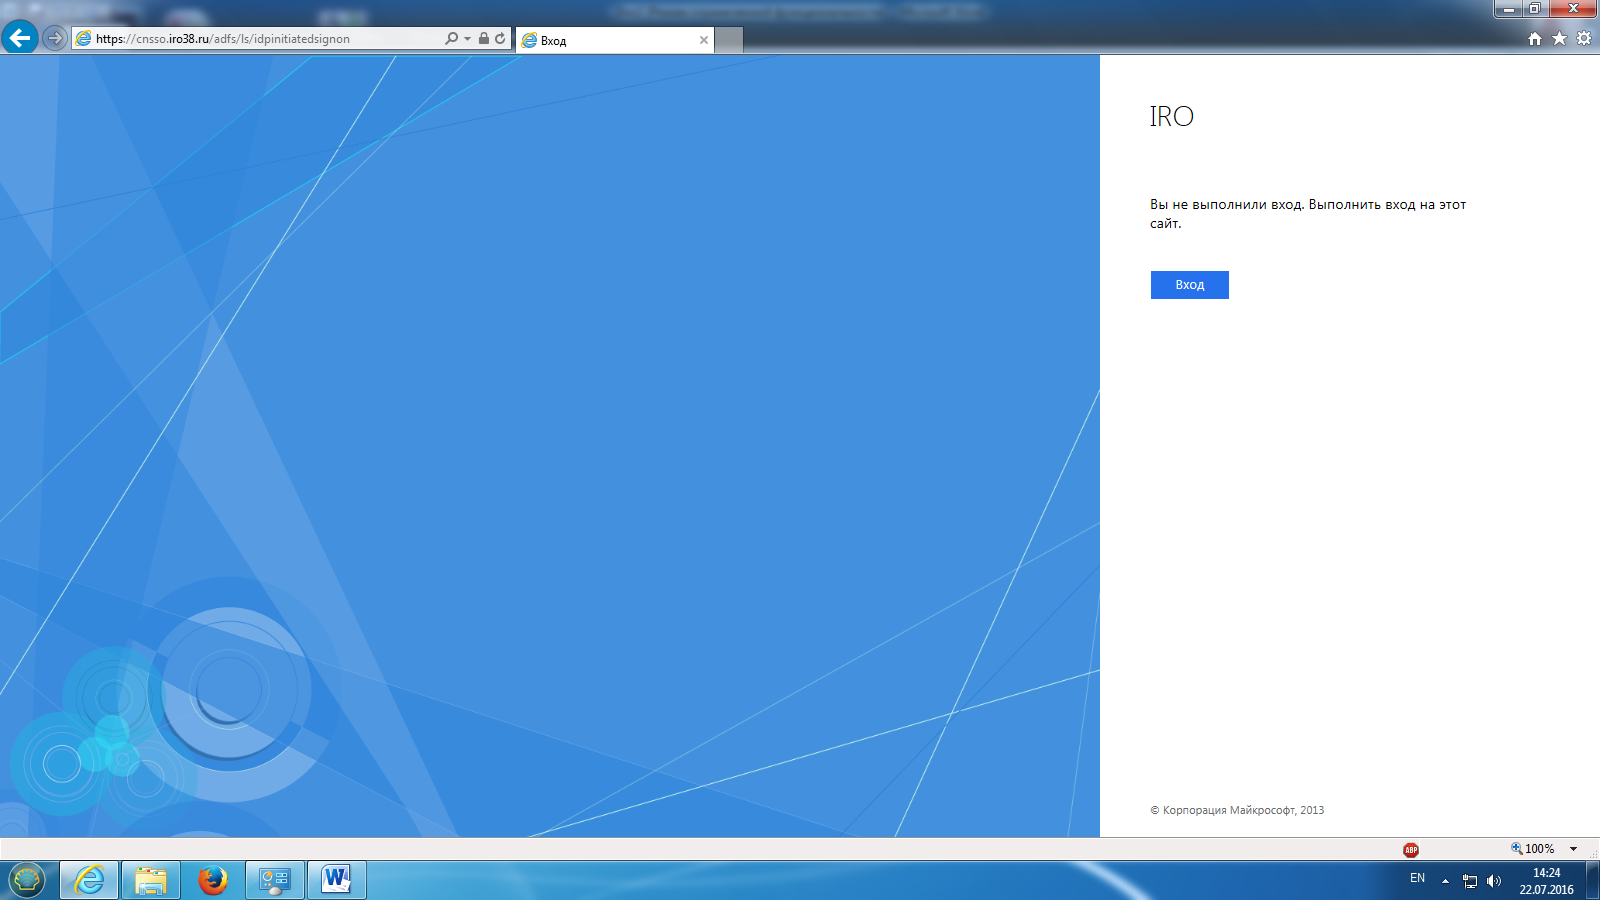 https://cnsso.iro38.ru/adfs/ls/idpinitiatedsignon
Вход
IRO
Вы не выполнили вход. Выполнить вход на этот
сайт.
Вход
© Корпорация Майкрософт, 2013
ABP
100%
EN
14:24
22.07.2016